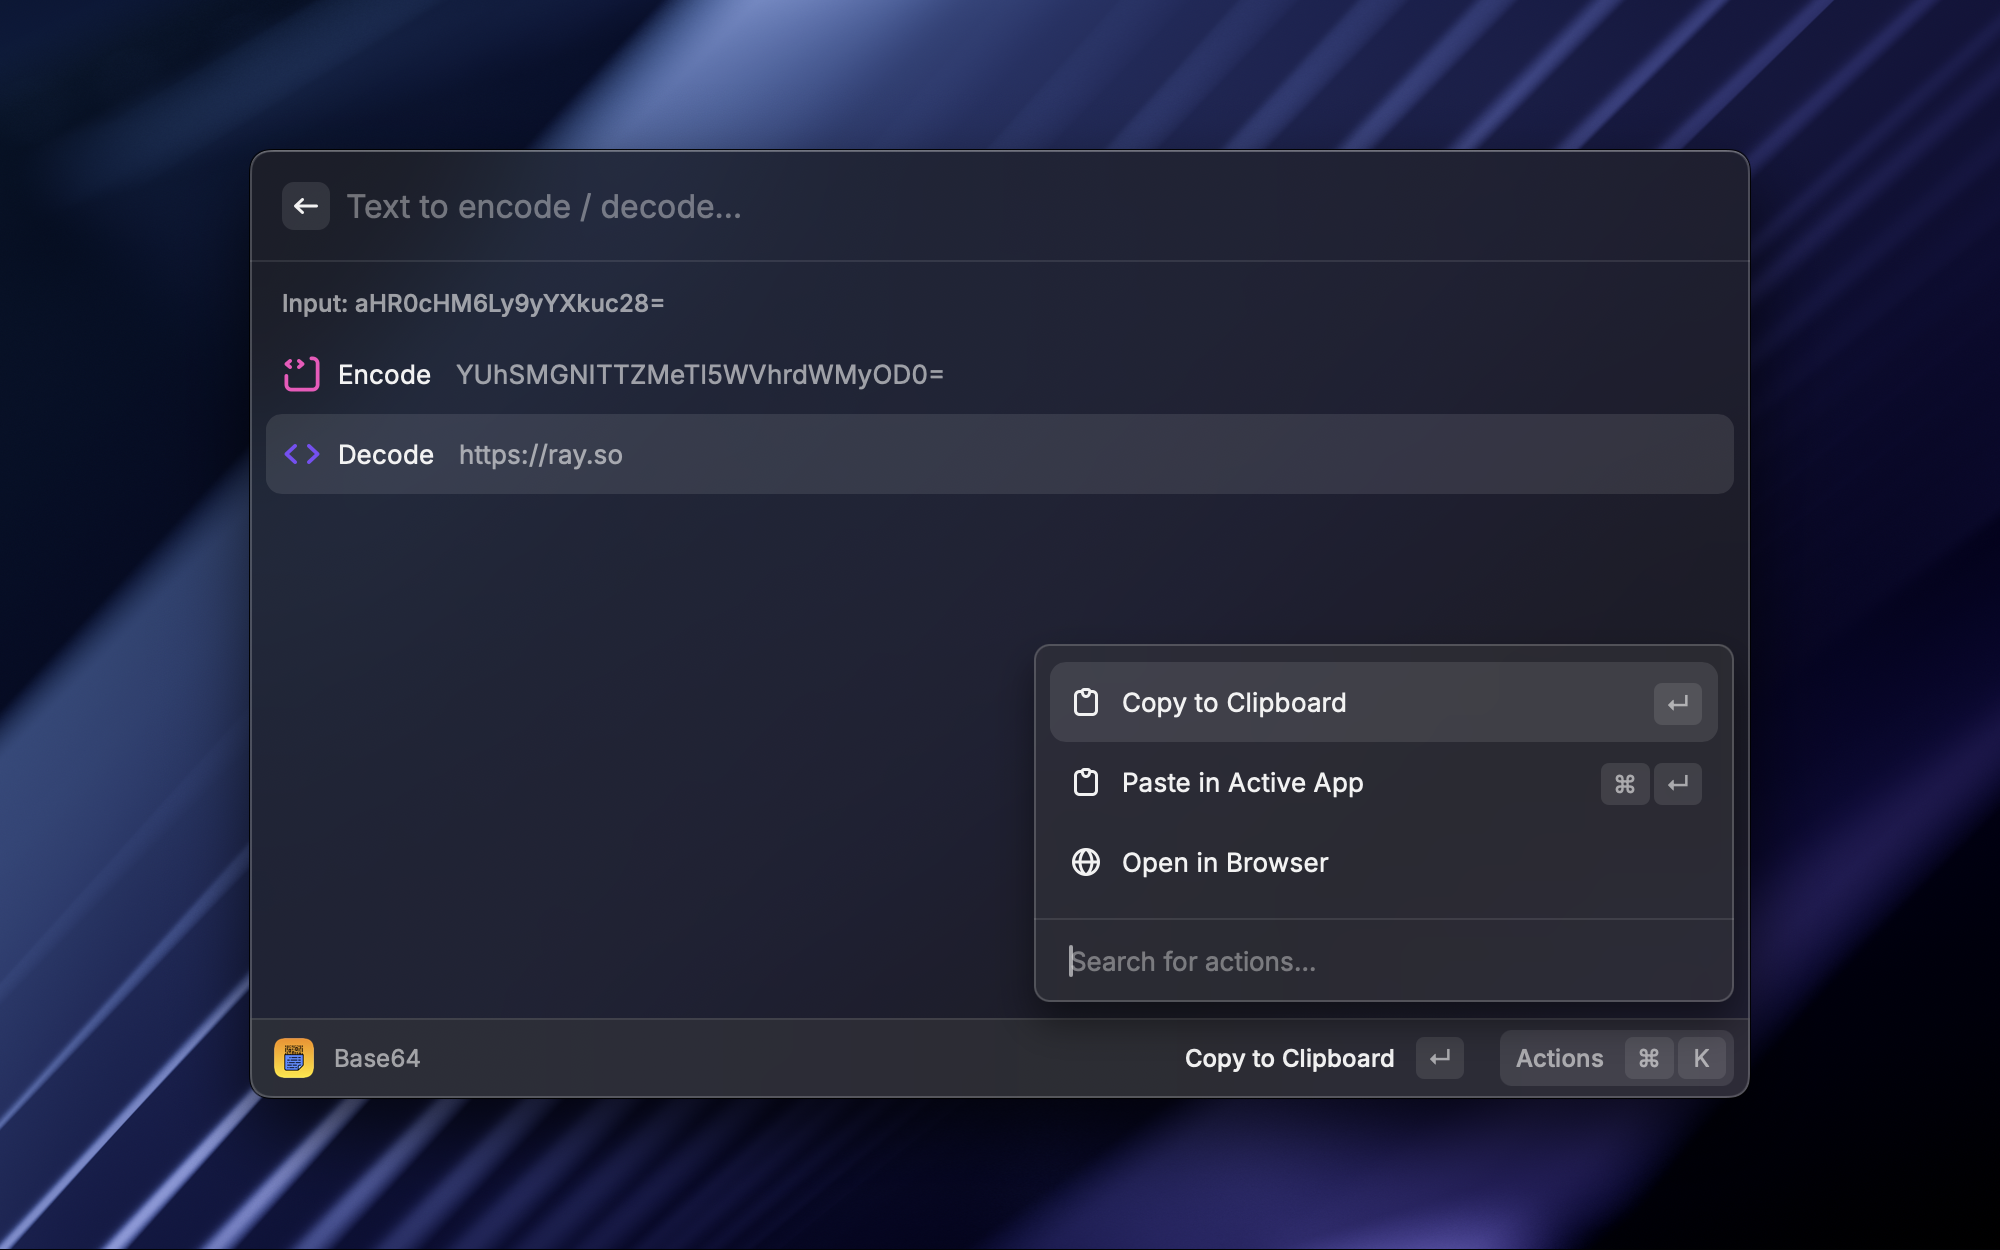 Text to encode / decode...
Input: aHR0cHM6Ly9yYXkuc28=
Encode YUhSMGNITTZMeTl5WVhrdWMyOD0=
Decode https://ray.so
Copy to Clipboard ↵
Paste in Active App ⌘ ↵
Open in Browser
Search for actions...
Base64 Copy to Clipboard ↵ Actions ⌘ K